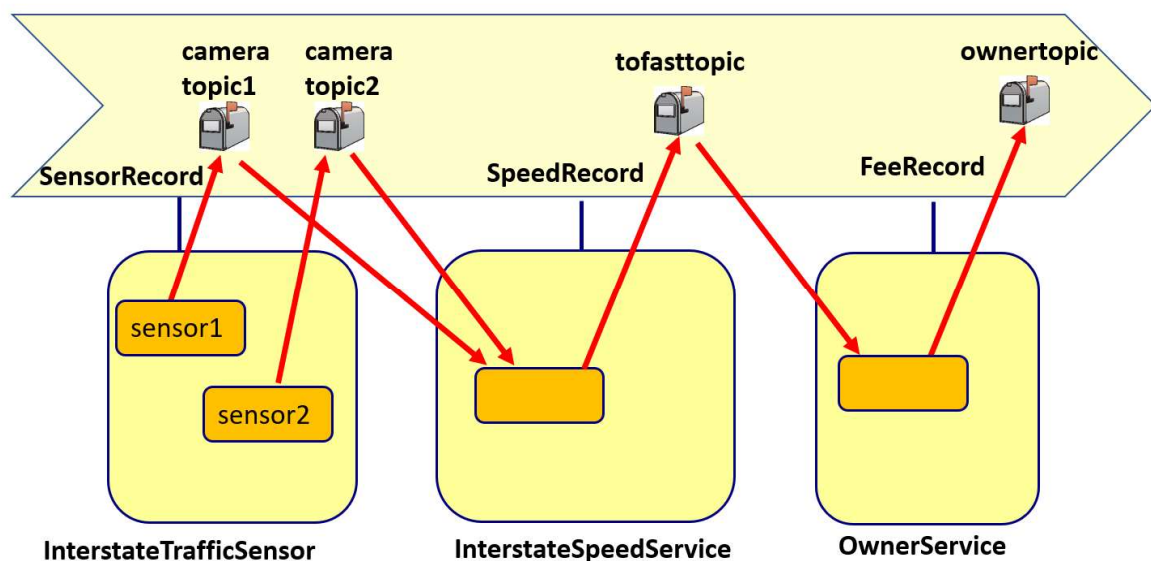 camera
topic1
camera
topic2
tofasttopic
ownertopic
SensorRecord
SpeedRecord
FeeRecord
sensor1
sensor2
InterstateTrafficSensor
InterstateSpeedService
OwnerService